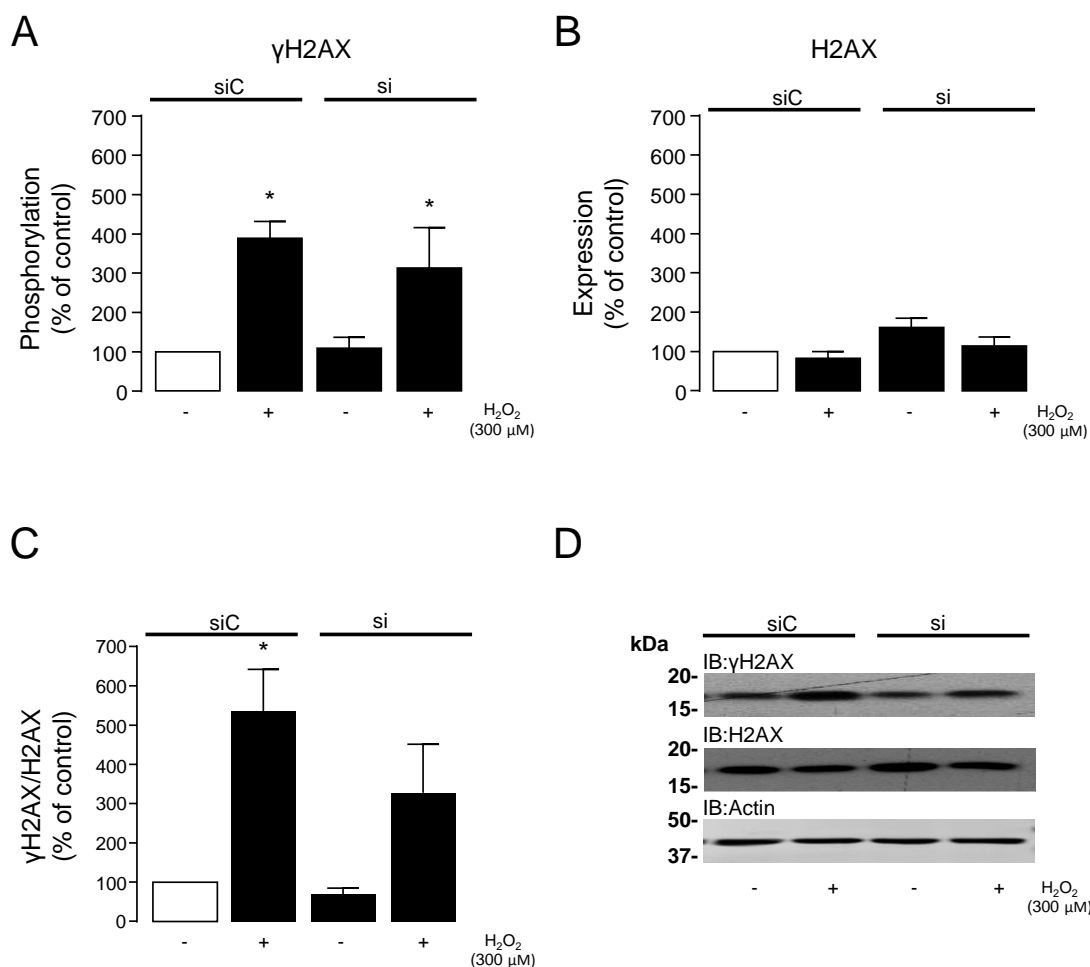 A
γH2AX
siC si
Phosphorylation
(% of control)
700
600
500
400
300
200
100
0
*
*
- + - +
H₂O₂
(300 μM)
B
H2AX
siC si
Expression
(% of control)
700
600
500
400
300
200
100
0
- + - +
H₂O₂
(300 μM)
C
siC si
γH2AX/H2AX
(% of control)
700
600
500
400
300
200
100
0
*
- + - +
H₂O₂
(300 μM)
D
siC si
kDa
IB:γH2AX
20-
15-
IB:H2AX
20-
15-
IB:Actin
50-
37-
- + - +
H₂O₂
(300 μM)